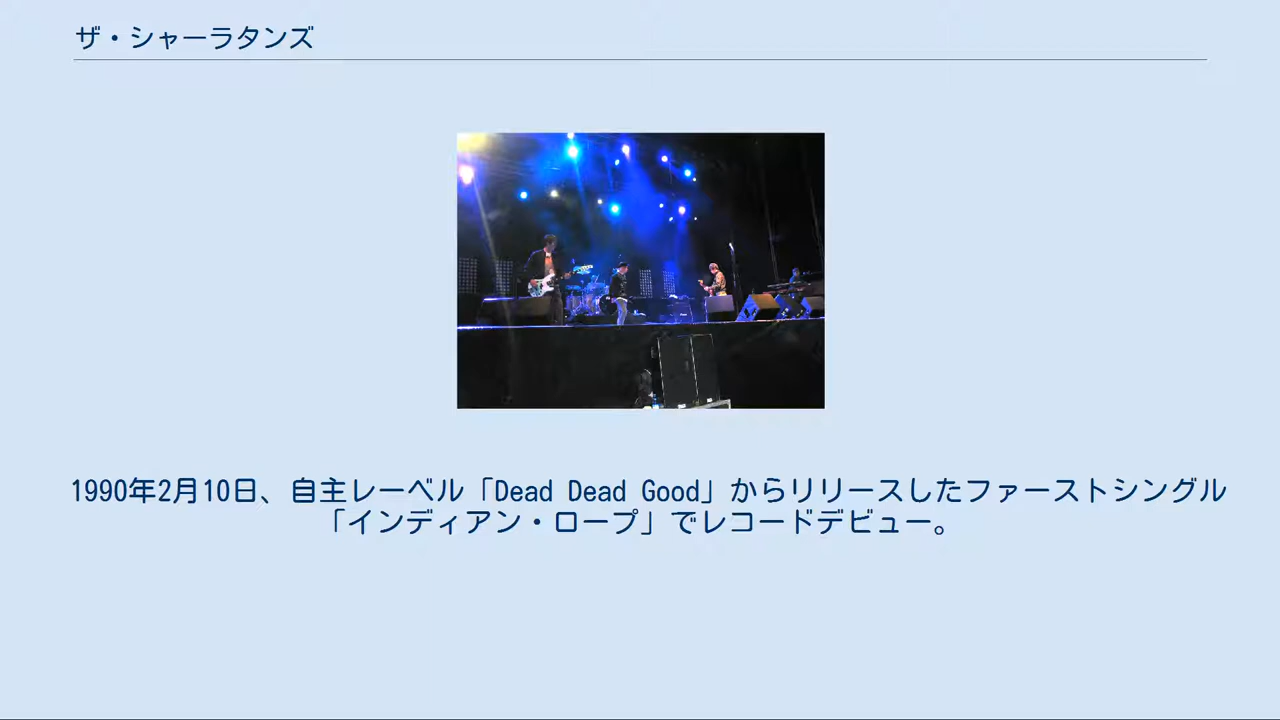 ザ・シャーラタンズ
1990年2月10日、自主レーベル「Dead Dead Good」からリリースしたファーストシングル
「インディアン・ロープ」でレコードデビュー。